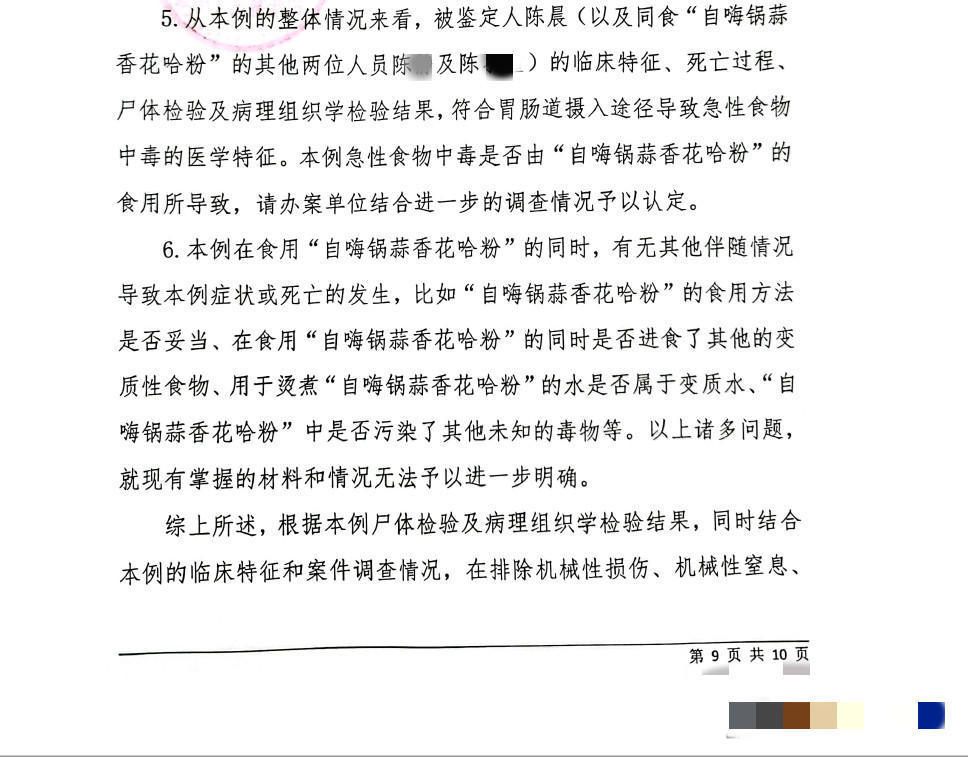 5.从本例的整体情况来看，被鉴定人陈晨（以及同食“自嗨锅蒜
香花哈粉”的其他两位人员陈 及陈 ）的临床特征、死亡过程、
尸体检验及病理组织学检验结果，符合胃肠道摄入途径导致急性食物
中毒的医学特征。本例急性食物中毒是否由“自嗨锅蒜香花哈粉”的
食用所导致，请办案单位结合进一步的调查情况予以认定。
6.本例在食用“自嗨锅蒜香花哈粉”的同时，有无其他伴随情况
导致本例症状或死亡的发生，比如“自嗨锅蒜香花哈粉”的食用方法
是否妥当、在食用“自嗨锅蒜香花哈粉”的同时是否进食了其他的变
质性食物、用于烫煮“自嗨锅蒜香花哈粉”的水是否属于变质水、“自
嗨锅蒜香花哈粉”中是否污染了其他未知的毒物等。以上诸多问题，
就现有掌握的材料和情况无法予以进一步明确。
综上所述，根据本例尸体检验及病理组织学检验结果，同时结合
本例的临床特征和案件调查情况，在排除机械性损伤、机械性窒息、
第 9 页 共 10 页